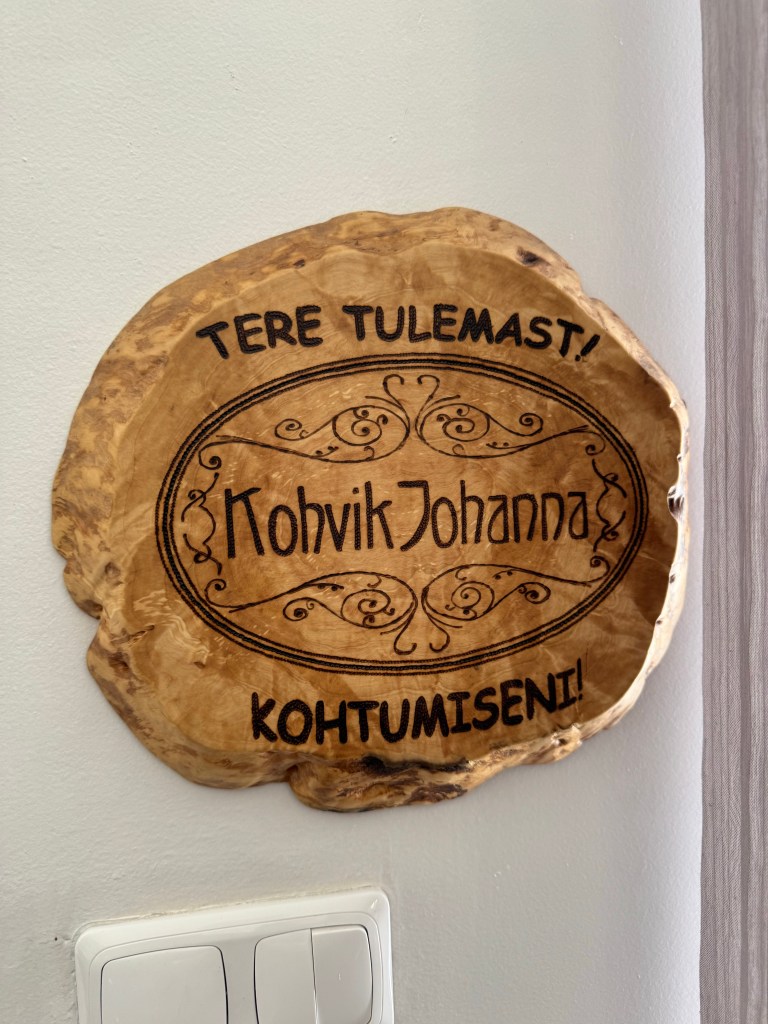 TERE TULEMAST!
Kohvik Johanna
KOHTUMISENI!